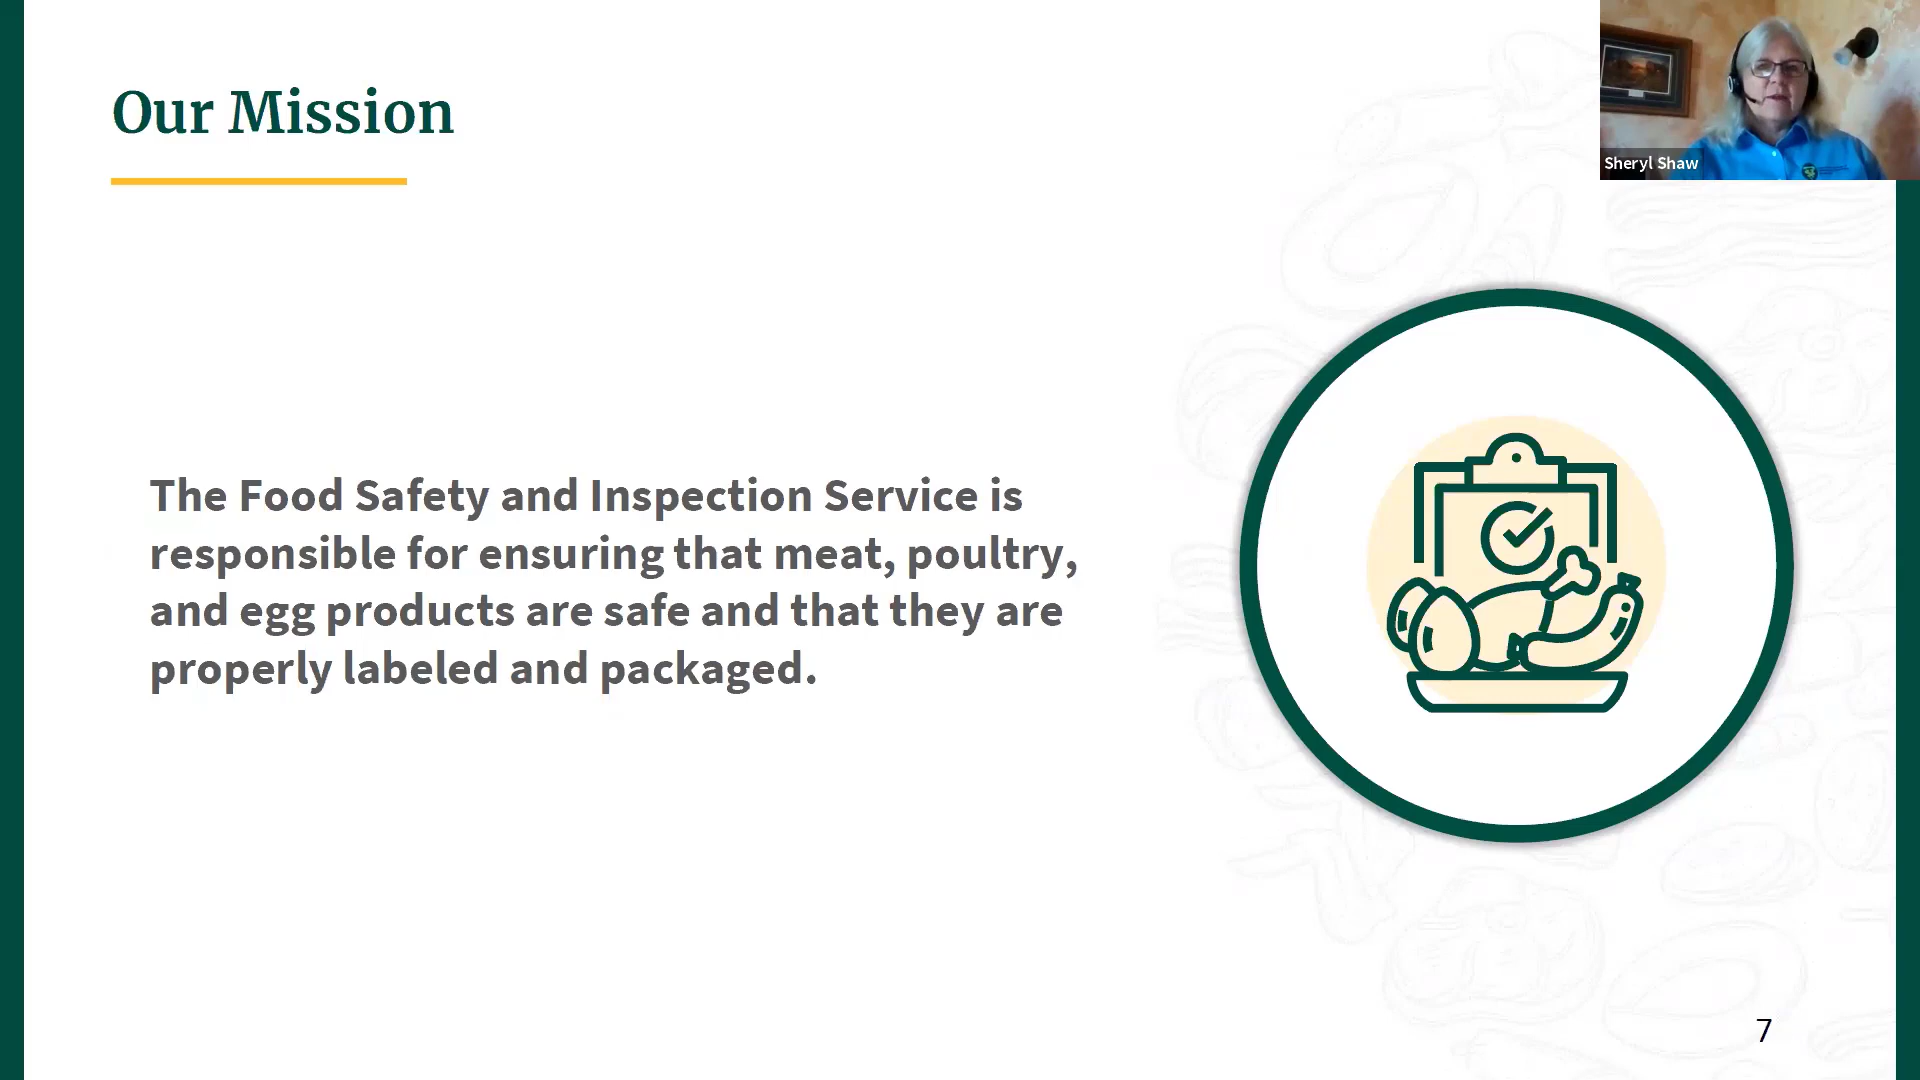 Our Mission
Sheryl Shaw
The Food Safety and Inspection Service is
responsible for ensuring that meat, poultry,
and egg products are safe and that they are
properly labeled and packaged.
7